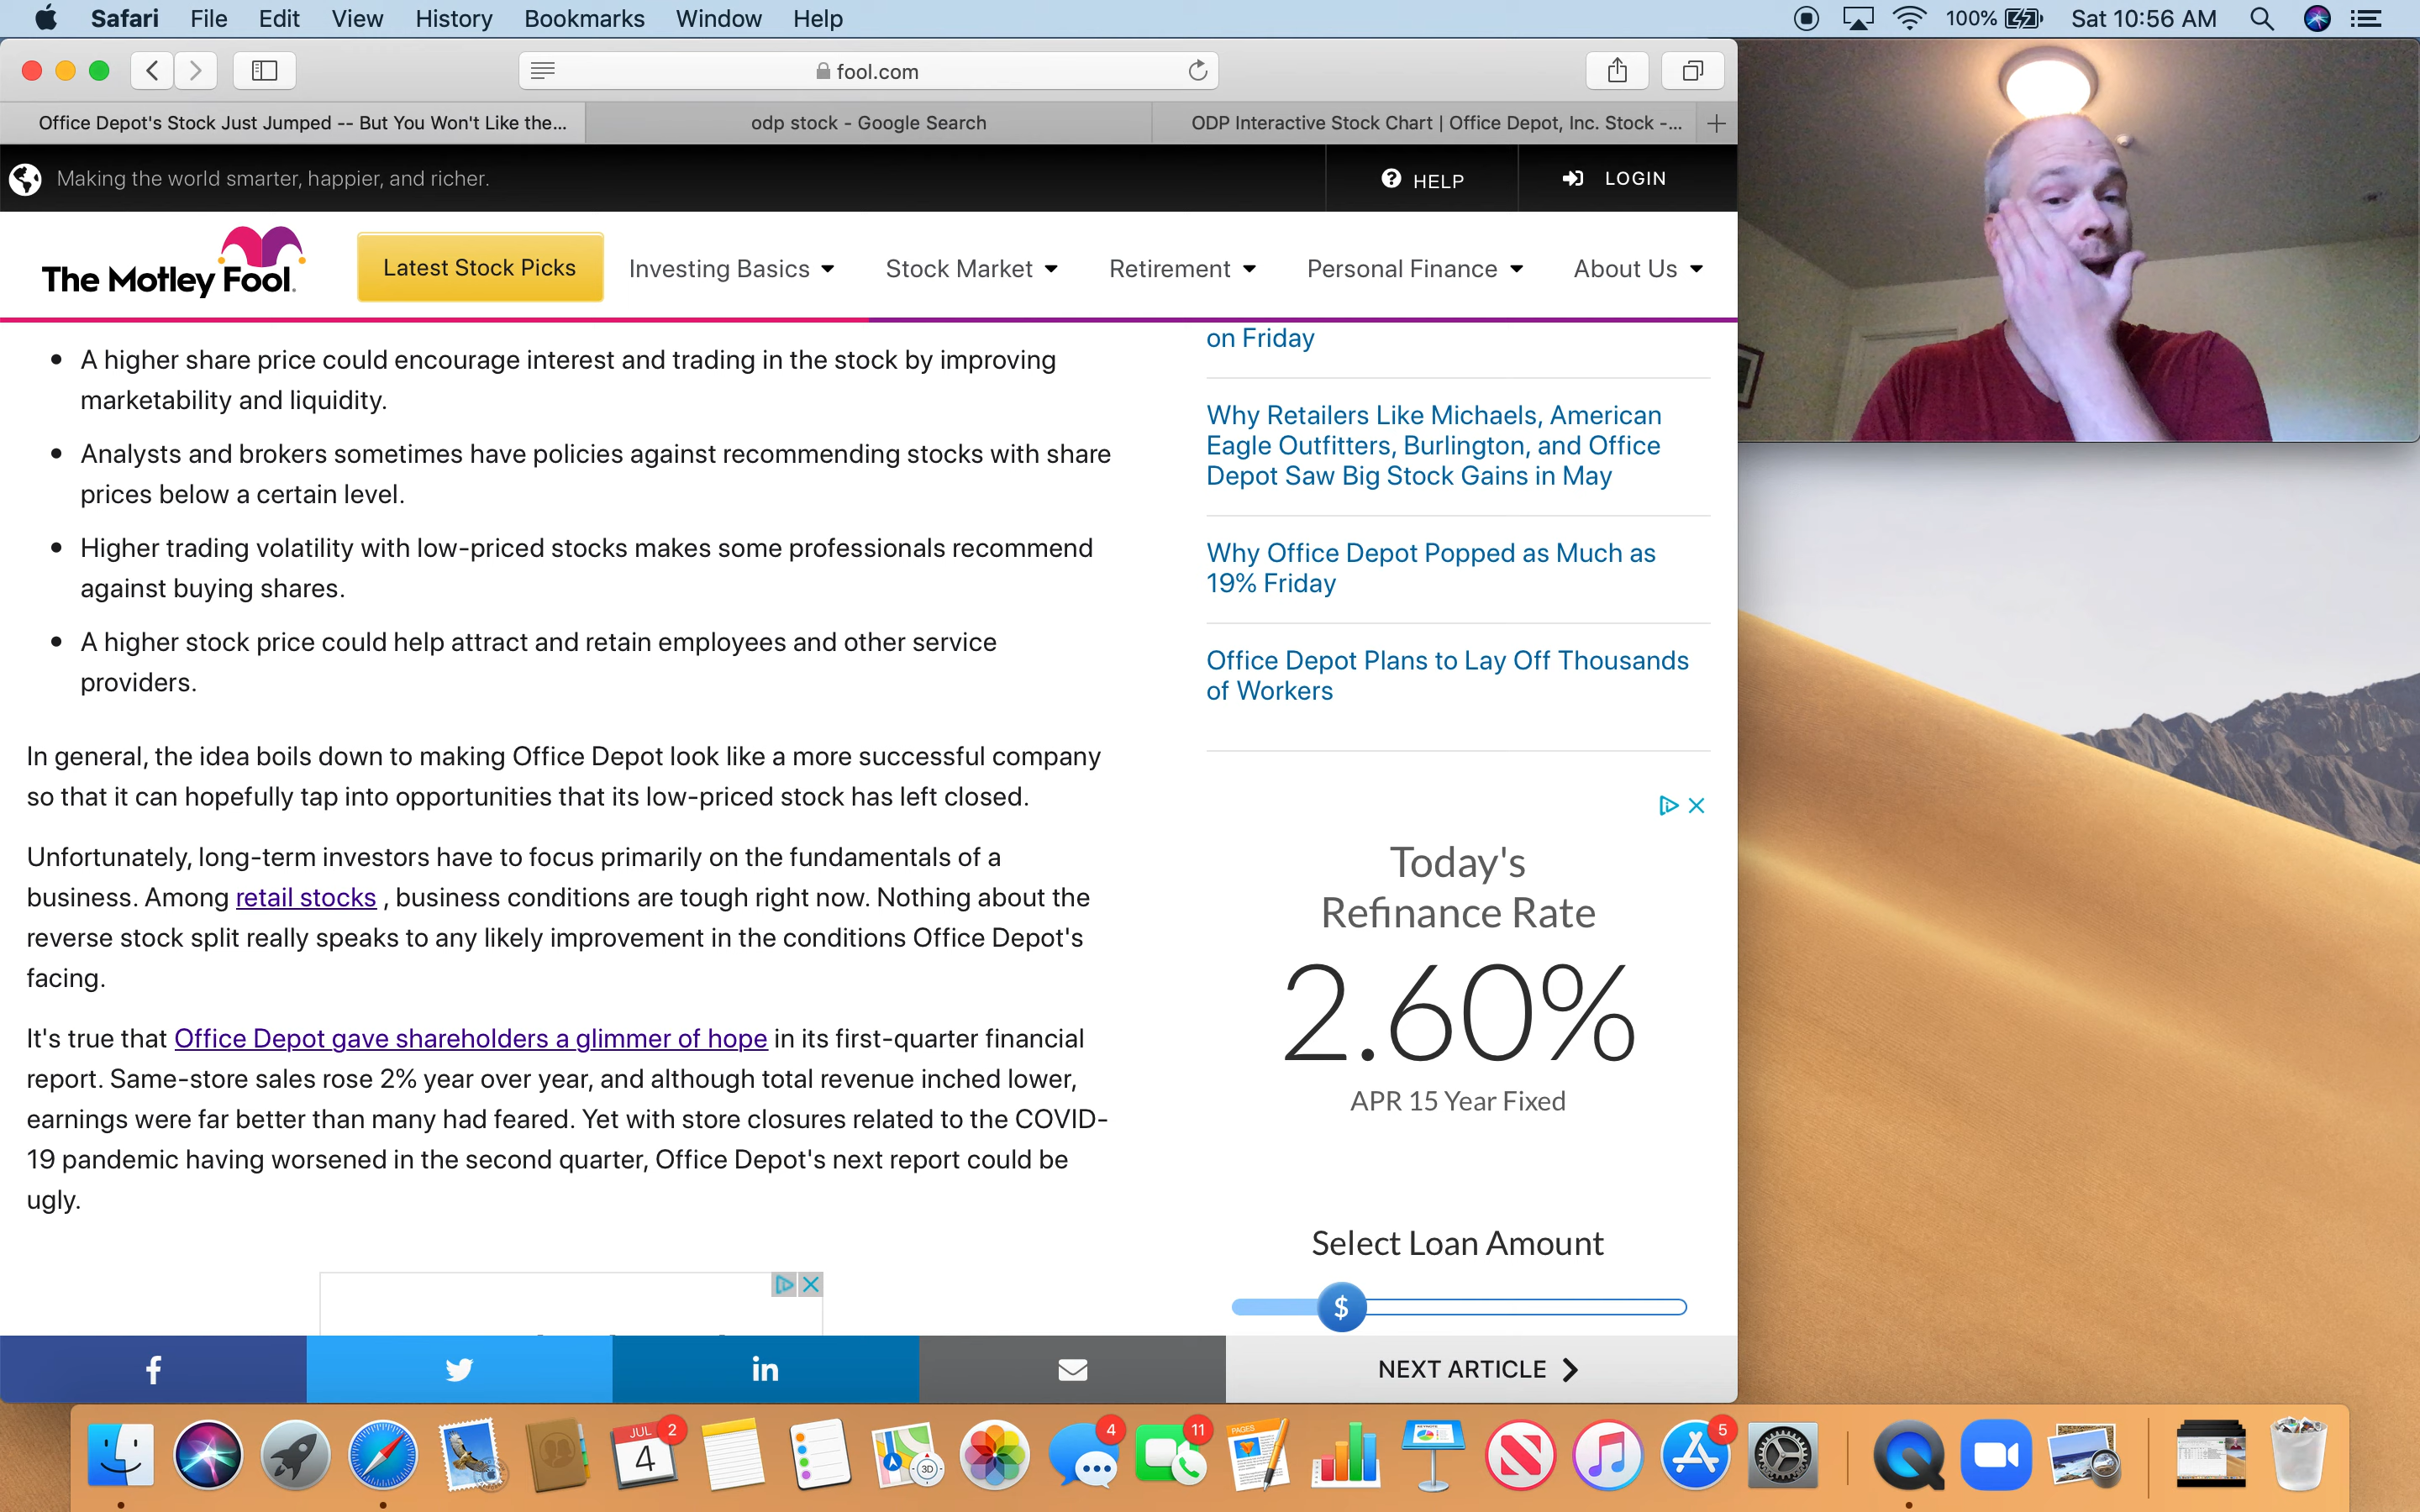 Safari File Edit View History Bookmarks Window Help 100% Sat 10:56 AM
fool.com
Office Depot's Stock Just Jumped -- But You Won't Like the...
odp stock - Google Search
ODP Interactive Stock Chart | Office Depot, Inc. Stock -...
Making the world smarter, happier, and richer.
HELP
LOGIN
The Motley Fool.
Latest Stock Picks
Investing Basics
Stock Market
Retirement
Personal Finance
About Us
• A higher share price could encourage interest and trading in the stock by improving
marketability and liquidity.
• Analysts and brokers sometimes have policies against recommending stocks with share
prices below a certain level.
• Higher trading volatility with low-priced stocks makes some professionals recommend
against buying shares.
• A higher stock price could help attract and retain employees and other service
providers.
In general, the idea boils down to making Office Depot look like a more successful company
so that it can hopefully tap into opportunities that its low-priced stock has left closed.
Unfortunately, long-term investors have to focus primarily on the fundamentals of a
business. Among retail stocks , business conditions are tough right now. Nothing about the
reverse stock split really speaks to any likely improvement in the conditions Office Depot's
facing.
It's true that Office Depot gave shareholders a glimmer of hope in its first-quarter financial
report. Same-store sales rose 2% year over year, and although total revenue inched lower,
earnings were far better than many had feared. Yet with store closures related to the COVID-
19 pandemic having worsened in the second quarter, Office Depot's next report could be
ugly.
on Friday
Why Retailers Like Michaels, American
Eagle Outfitters, Burlington, and Office
Depot Saw Big Stock Gains in May
Why Office Depot Popped as Much as
19% Friday
Office Depot Plans to Lay Off Thousands
of Workers
Today's
Refinance Rate
2.60%
APR 15 Year Fixed
Select Loan Amount
$
f
in
NEXT ARTICLE
JUL
4
2
3D
4
11
PAGES
5